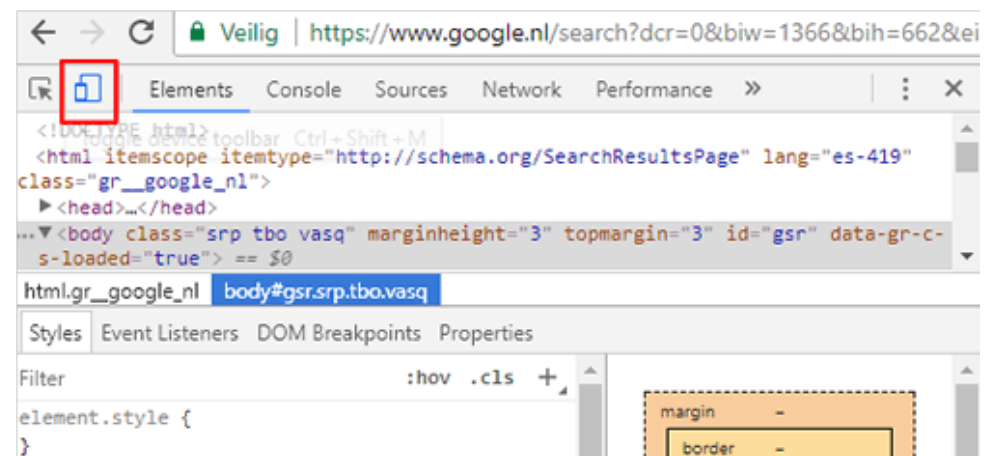 Veilig | https://www.google.nl/search?dcr=0&biw=1366&bih=662&ei
Elements Console Sources Network Performance »
<!DOCTYPE html>
Toggle device toolbar Ctrl + Shift + M
<html itemscope itemtype="http://schema.org/SearchResultsPage" lang="es-419"
class="gr__google_nl">
▶<head>…</head>
…▼<body class="srp tbo vasq" marginheight="3" topmargin="3" id="gsr" data-gr-c-
s-loaded="true"> == $0
html.gr__google_nl body#gsr.srp.tbo.vasq
Styles Event Listeners DOM Breakpoints Properties
Filter :hov .cls +
element.style {
}
margin -
border -